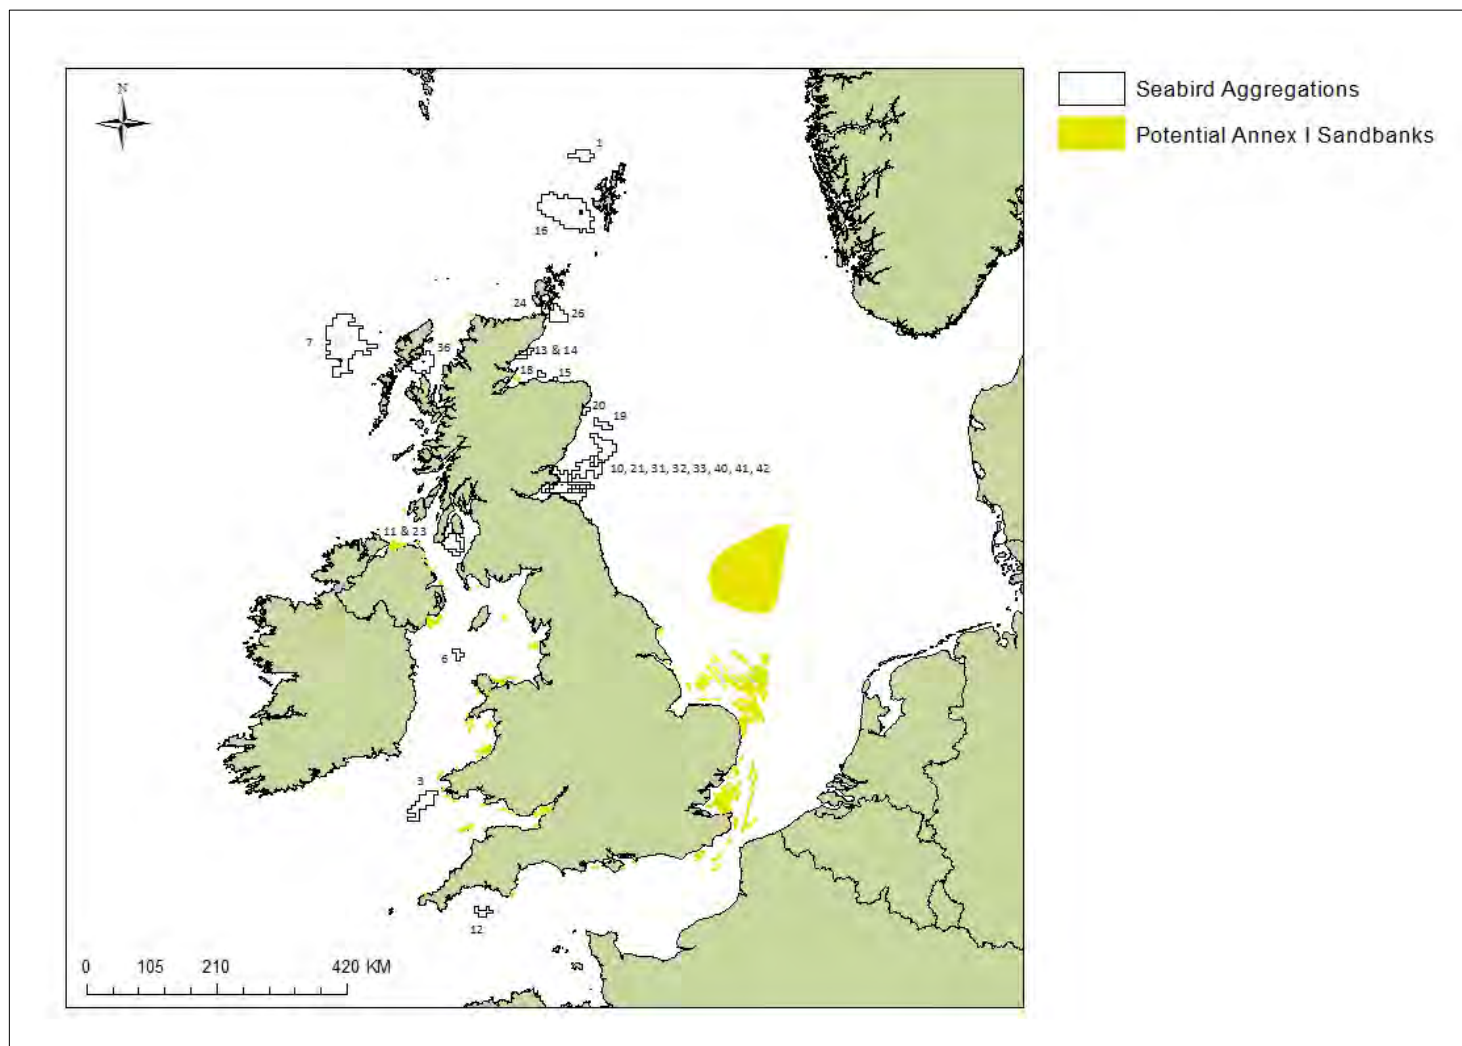 Seabird Aggregations
Potential Annex I Sandbanks
N
1
16
24
26
7
36
13 & 14
18
15
20
19
10, 21, 31, 32, 33, 40, 41, 42
11 & 23
6
3
12
0 105 210 420 KM